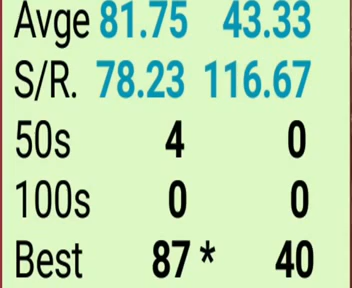 Avge 81.75 43.33
S/R. 78.23 116.67
50s 4 0
100s 0 0
Best 87 * 40